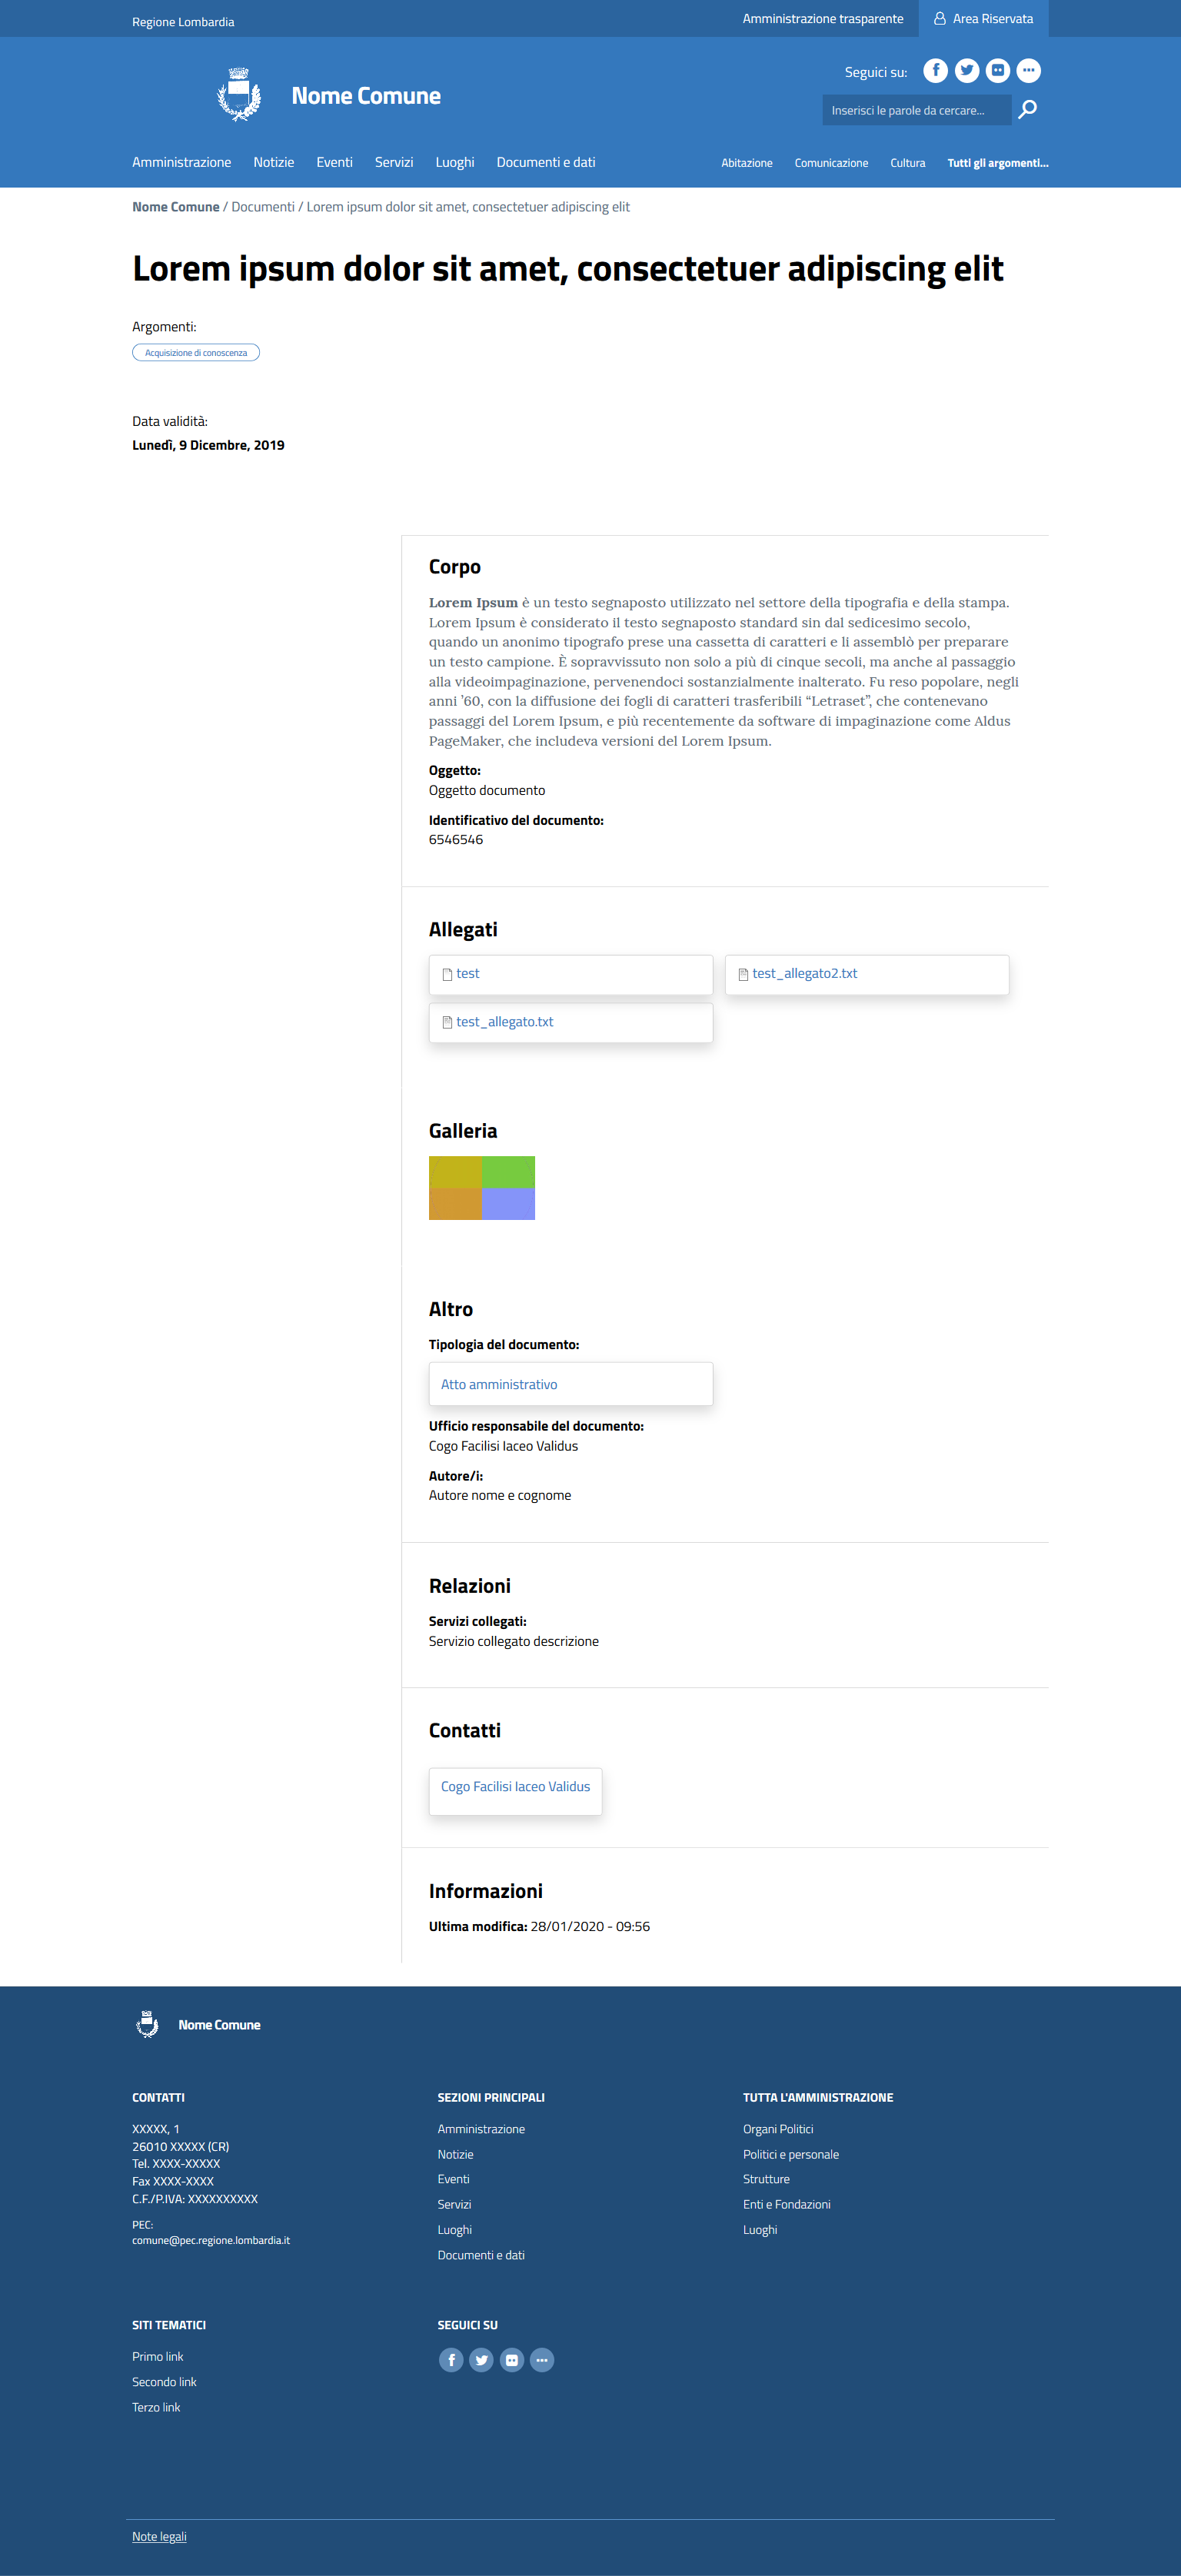 Regione Lombardia
Amministrazione trasparente
Area Riservata
Nome Comune
Seguici su:
Inserisci le parole da cercare...
Amministrazione Notizie Eventi Servizi Luoghi Documenti e dati
Abitazione Comunicazione Cultura Tutti gli argomenti...
Nome Comune / Documenti / Lorem ipsum dolor sit amet, consectetuer adipiscing elit
Lorem ipsum dolor sit amet, consectetuer adipiscing elit
Argomenti:
Acquisizione di conoscenza
Data validità:
Lunedì, 9 Dicembre, 2019
Corpo
Lorem Ipsum è un testo segnaposto utilizzato nel settore della tipografia e della stampa.
Lorem Ipsum è considerato il testo segnaposto standard sin dal sedicesimo secolo,
quando un anonimo tipografo prese una cassetta di caratteri e li assemblò per preparare
un testo campione. È sopravvissuto non solo a più di cinque secoli, ma anche al passaggio
alla videoimpaginazione, pervenendoci sostanzialmente inalterato. Fu reso popolare, negli
anni ’60, con la diffusione dei fogli di caratteri trasferibili “Letraset”, che contenevano
passaggi del Lorem Ipsum, e più recentemente da software di impaginazione come Aldus
PageMaker, che includeva versioni del Lorem Ipsum.
Oggetto:
Oggetto documento
Identificativo del documento:
6546546
Allegati
test
test_allegato2.txt
test_allegato.txt
Galleria
Altro
Tipologia del documento:
Atto amministrativo
Ufficio responsabile del documento:
Cogo Facilisi Iaceo Validus
Autore/i:
Autore nome e cognome
Relazioni
Servizi collegati:
Servizio collegato descrizione
Contatti
Cogo Facilisi Iaceo Validus
Informazioni
Ultima modifica: 28/01/2020 - 09:56
Nome Comune
CONTATTI
XXXXX, 1
26010 XXXXX (CR)
Tel. XXXX-XXXXX
Fax XXXX-XXXX
C.F./P.IVA: XXXXXXXXXX
PEC:
comune@pec.regione.lombardia.it
SEZIONI PRINCIPALI
Amministrazione
Notizie
Eventi
Servizi
Luoghi
Documenti e dati
TUTTA L'AMMINISTRAZIONE
Organi Politici
Politici e personale
Strutture
Enti e Fondazioni
Luoghi
SITI TEMATICI
Primo link
Secondo link
Terzo link
SEGUICI SU
Note legali